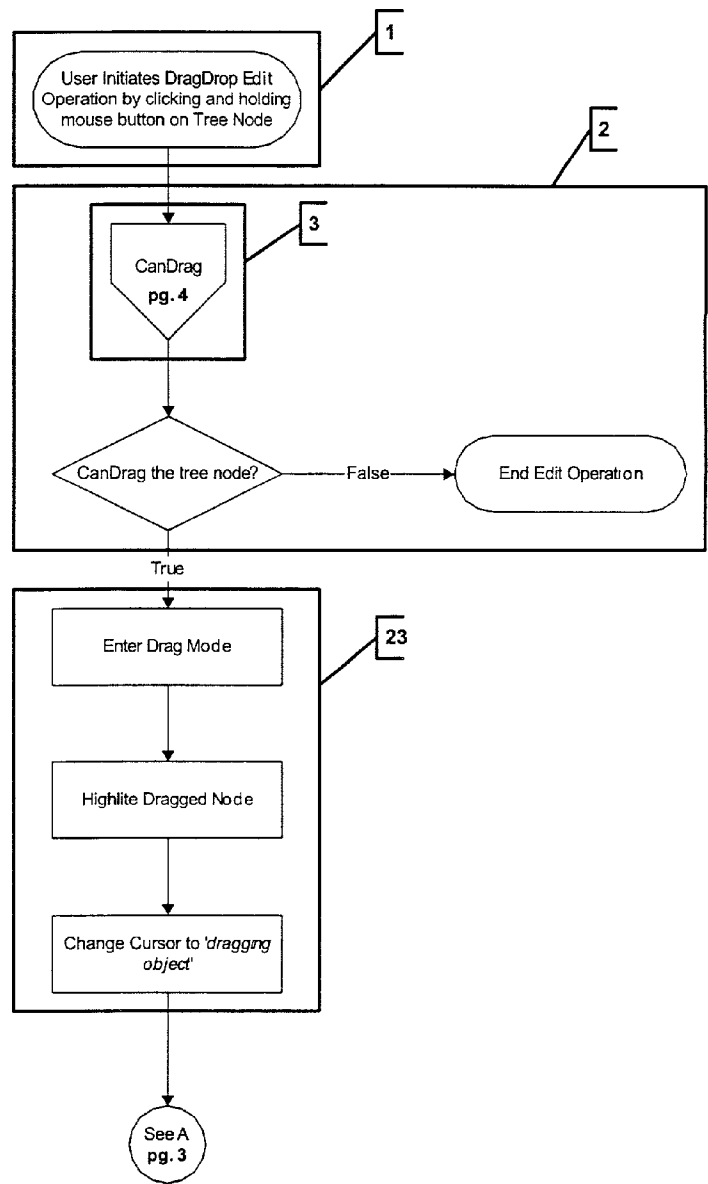 1
User Initiates DragDrop Edit
Operation by clicking and holding
mouse button on Tree Node
2
3
CanDrag
pg. 4
CanDrag the tree node?
False
End Edit Operation
True
23
Enter Drag Mode
Highlite Dragged Node
Change Cursor to 'dragging
object'
See A
pg. 3